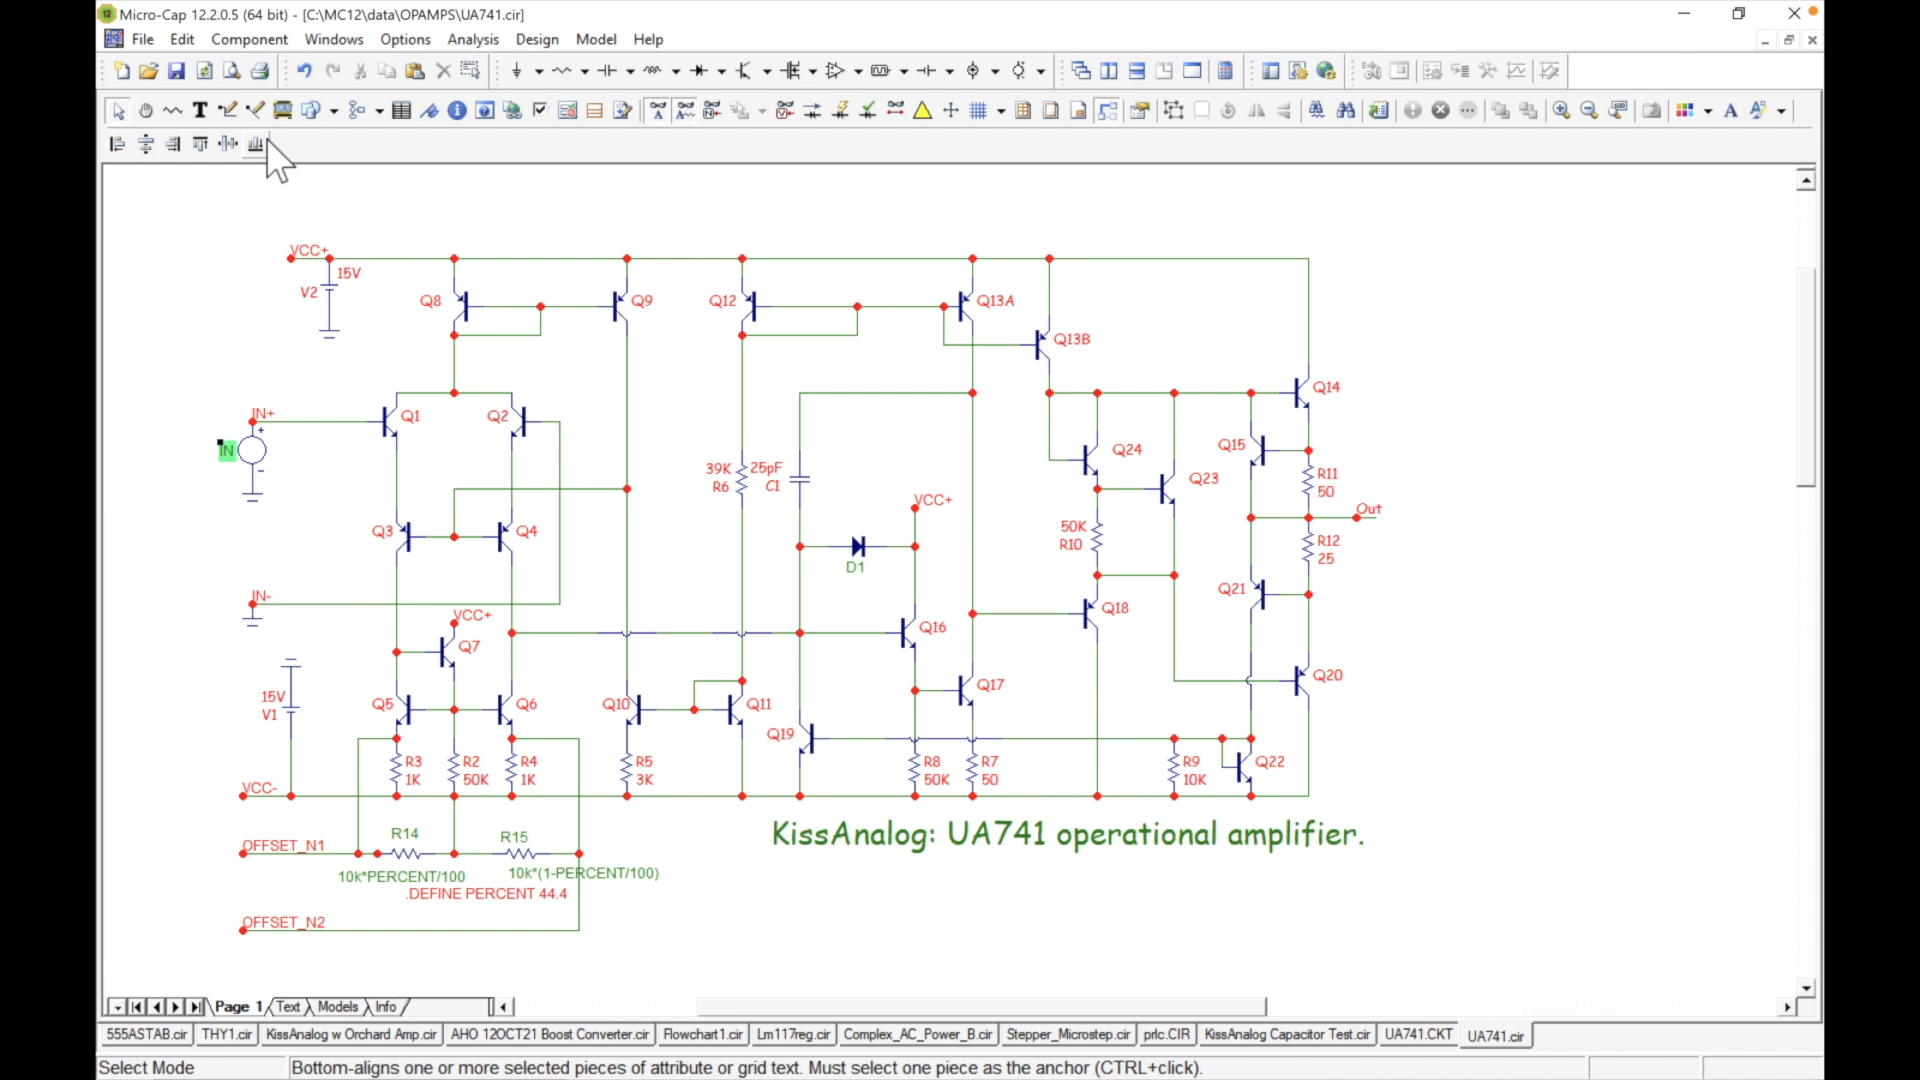 Micro-Cap 12.2.0.5 (64 bit) - [C:\MC12\data\OPAMPS\UA741.cir]
File Edit Component Windows Options Analysis Design Model Help
VCC+
15V
V2
Q8
Q9
Q12
Q13A
Q13B
Q14
IN+
Q1
Q2
IN
Q15
Q24
Q23
39K
R6
25pF
C1
R11
50
VCC+
Out
Q3
Q4
50K
R10
R12
25
D1
Q21
IN-
Q18
VCC+
Q7
Q16
Q17
Q20
15V
V1
Q5
Q6
Q10
Q11
Q19
R3
1K
R2
50K
R4
1K
R5
3K
R8
50K
R7
50
R9
10K
Q22
VCC-
KissAnalog: UA741 operational amplifier.
R14
R15
OFFSET_N1
10k*PERCENT/100
10k*(1-PERCENT/100)
.DEFINE PERCENT 44.4
OFFSET_N2
Page 1 Text Models Info
555ASTAB.cir THY1.cir KissAnalog w Orchard Amp.cir AHO 12OCT21 Boost Converter.cir Flowchart1.cir Lm117reg.cir Complex_AC_Power_B.cir Stepper_Microstep.cir prlc.CIR KissAnalog Capacitor Test.cir UA741.CKT UA741.cir
Select Mode Bottom-aligns one or more selected pieces of attribute or grid text. Must select one piece as the anchor (CTRL+click).